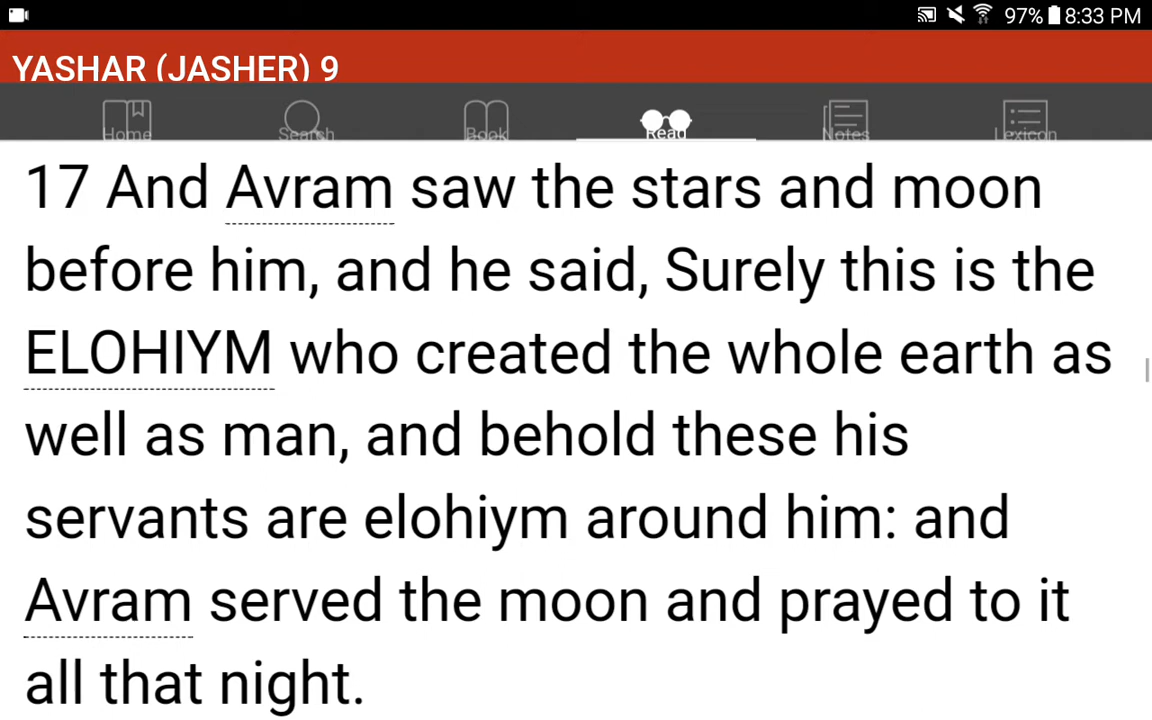 97% 8:33 PM
YASHAR (JASHER) 9
Home Search Book Read Notes Lexicon
17 And Avram saw the stars and moon
before him, and he said, Surely this is the
ELOHIYM who created the whole earth as
well as man, and behold these his
servants are elohiym around him: and
Avram served the moon and prayed to it
all that night.